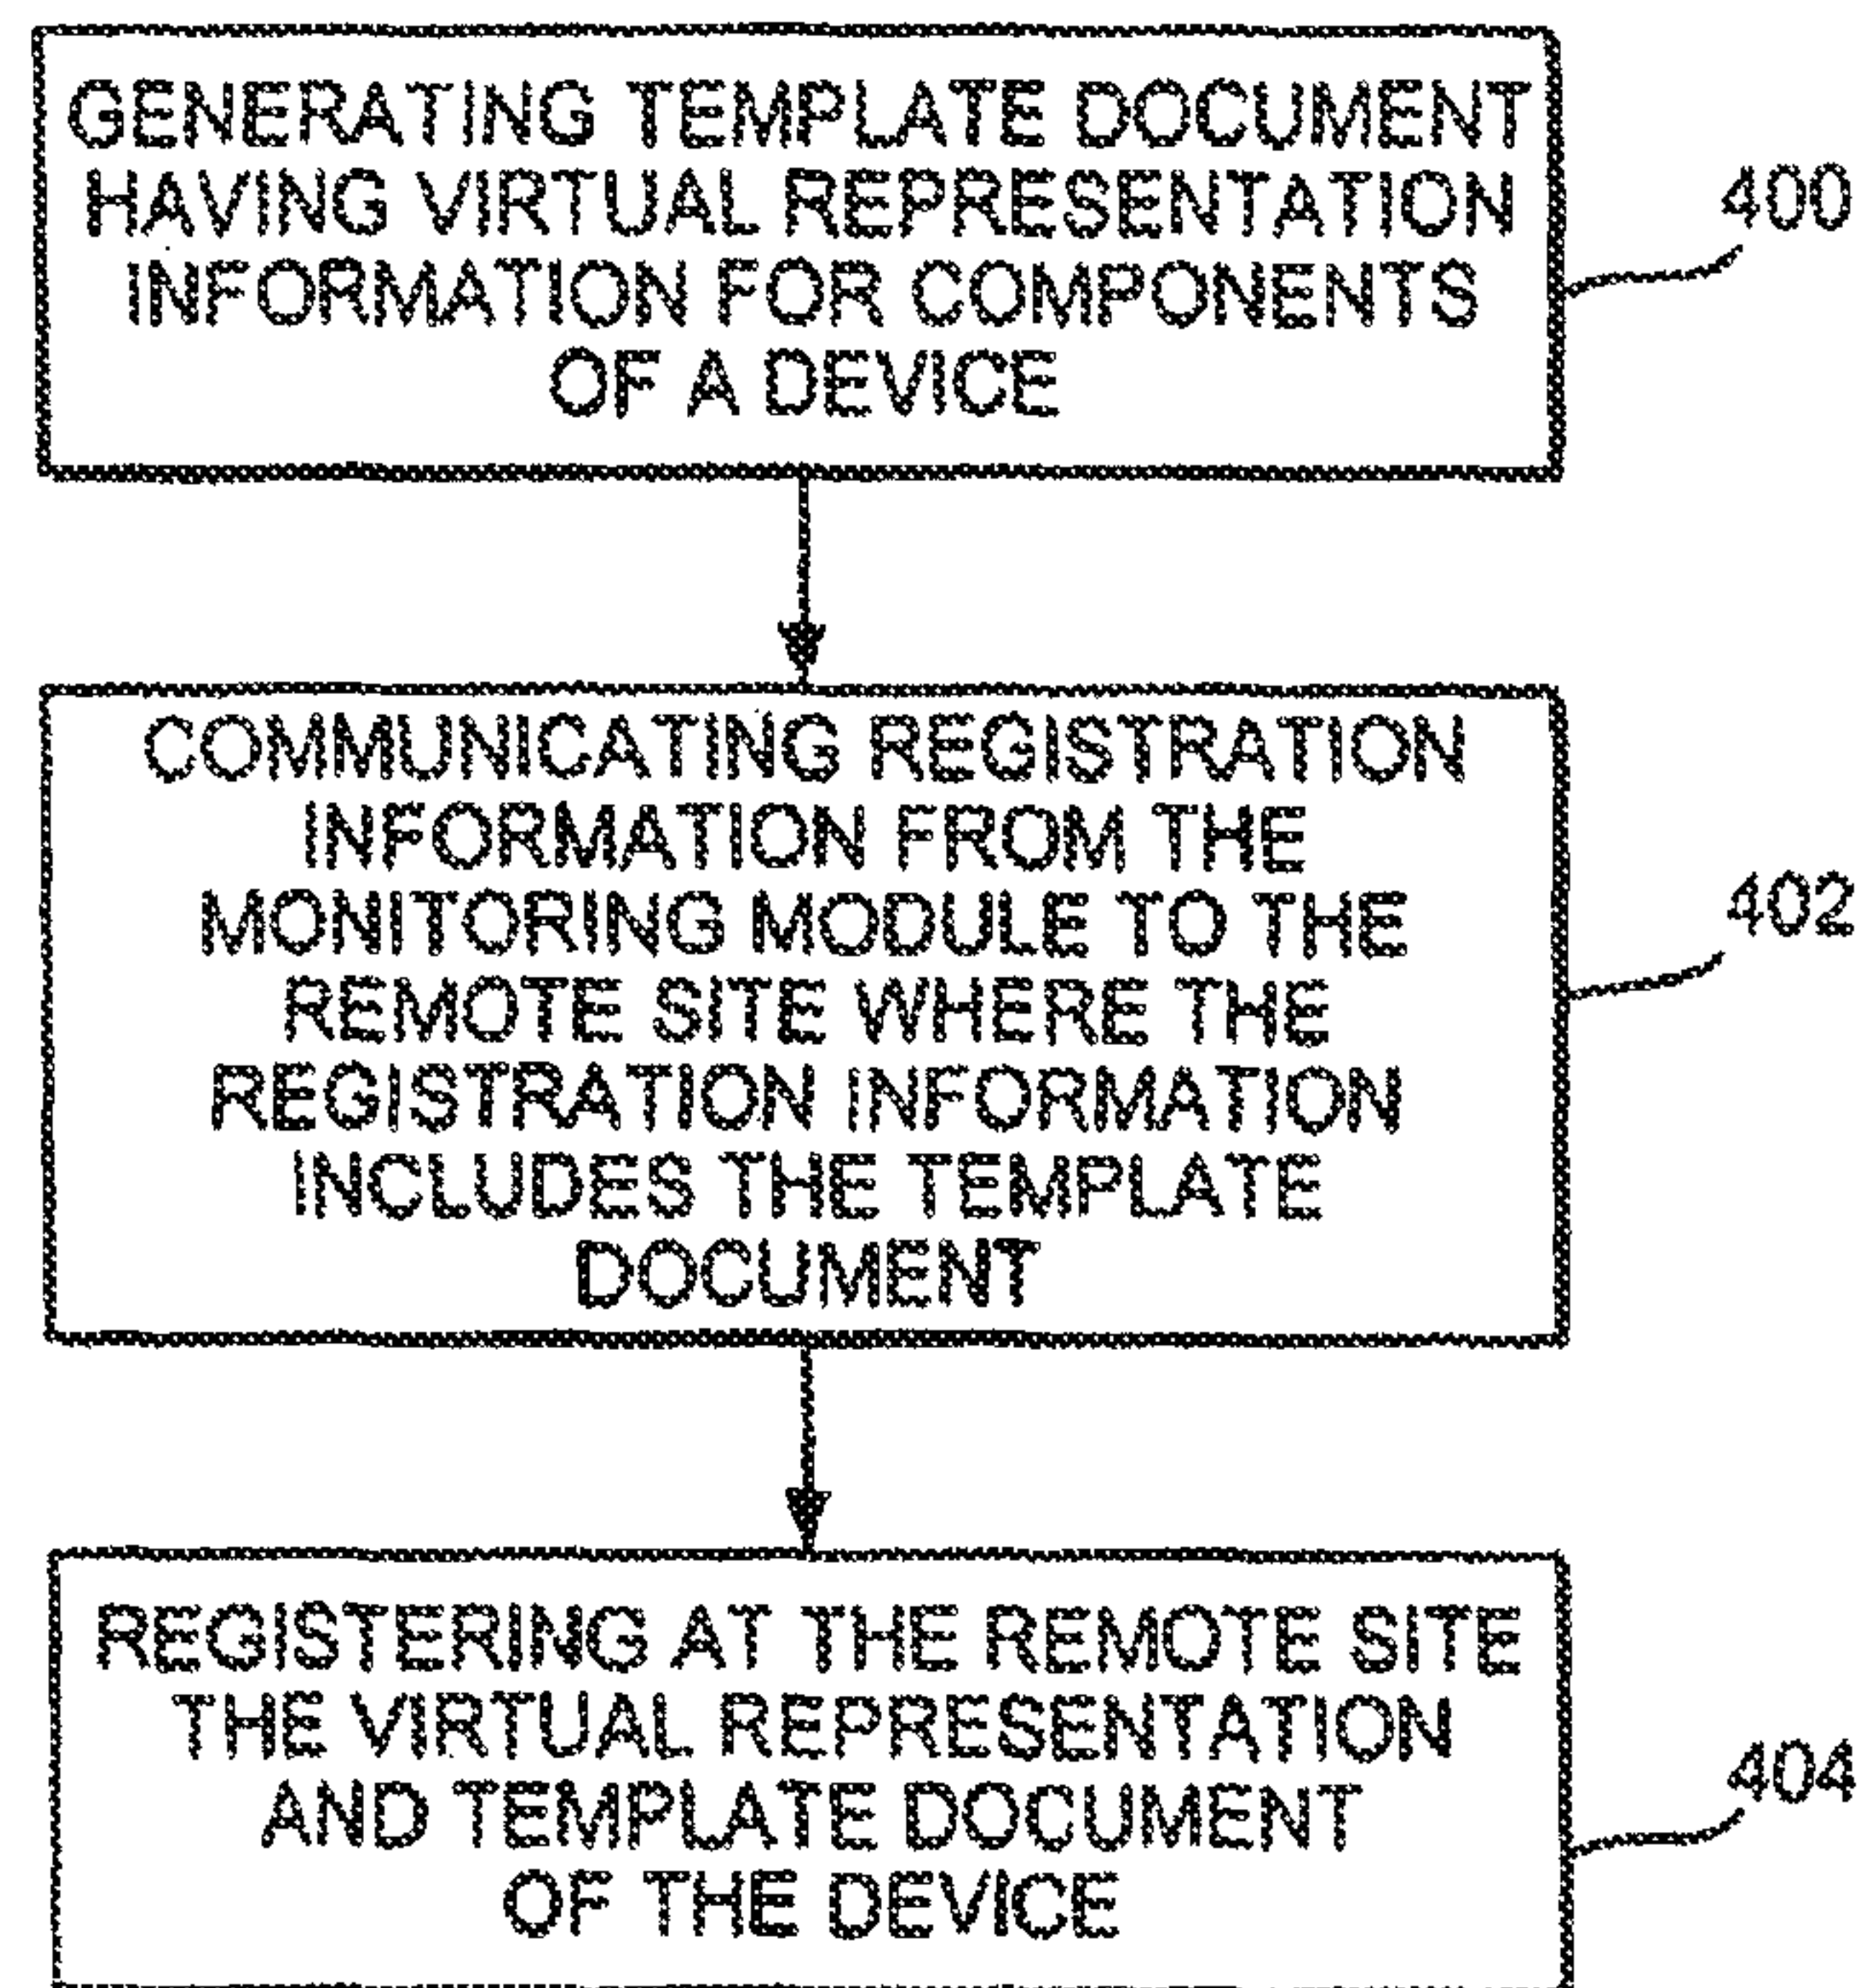 GENERATING TEMPLATE DOCUMENT
HAVING VIRTUAL REPRESENTATION
INFORMATION FOR COMPONENTS
OF A DEVICE
400
COMMUNICATING REGISTRATION
INFORMATION FROM THE
MONITORING MODULE TO THE
REMOTE SITE WHERE THE
REGISTRATION INFORMATION
INCLUDES THE TEMPLATE
DOCUMENT
402
REGISTERING AT THE REMOTE SITE
THE VIRTUAL REPRESENTATION
AND TEMPLATE DOCUMENT
OF THE DEVICE
404